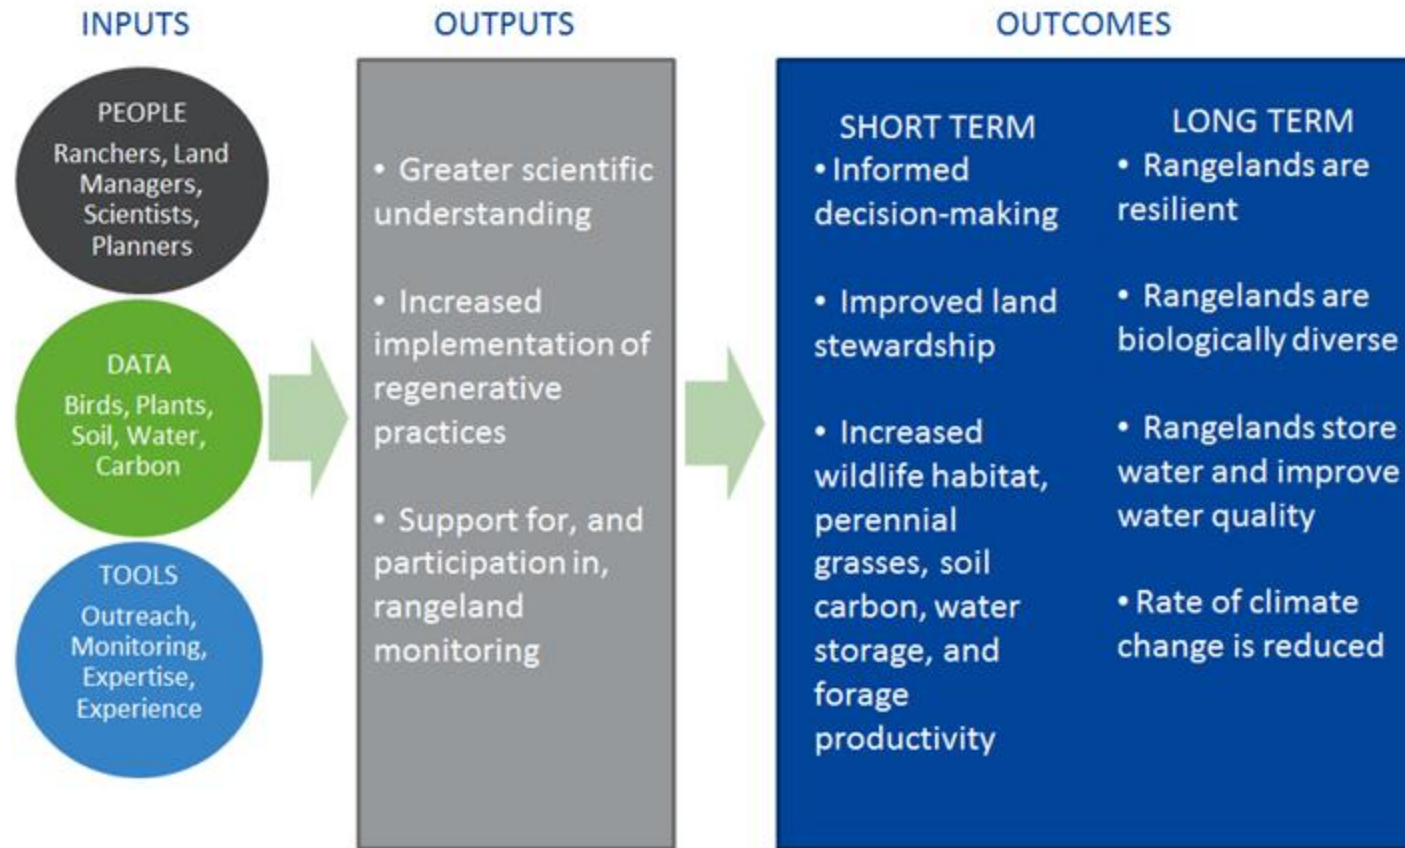 INPUTS
PEOPLE
Ranchers, Land
Managers,
Scientists,
Planners
DATA
Birds, Plants,
Soil, Water,
Carbon
TOOLS
Outreach,
Monitoring,
Expertise,
Experience
OUTPUTS
• Greater scientific
understanding
• Increased
implementation of
regenerative
practices
• Support for, and
participation in,
rangeland
monitoring
OUTCOMES
SHORT TERM
• Informed
decision-making
• Improved land
stewardship
• Increased
wildlife habitat,
perennial
grasses, soil
carbon, water
storage, and
forage
productivity
LONG TERM
• Rangelands are
resilient
• Rangelands are
biologically diverse
• Rangelands store
water and improve
water quality
• Rate of climate
change is reduced